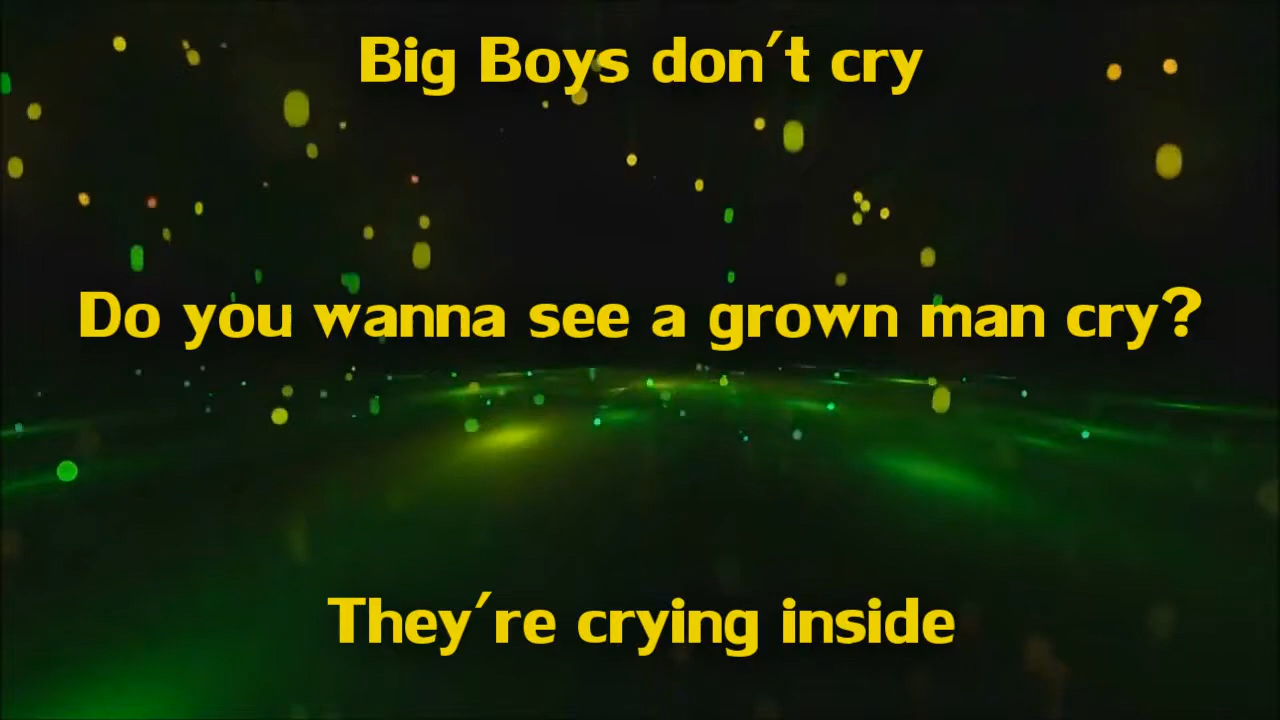 Big Boys don´t cry
Do you wanna see a grown man cry?
They´re crying inside